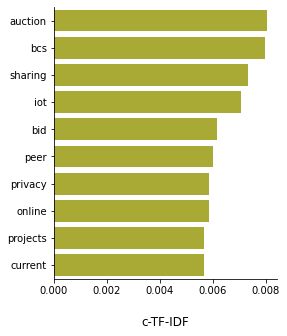 auction
bcs
sharing
iot
bid
peer
privacy
online
projects
current
0.000 0.002 0.004 0.006 0.008
c-TF-IDF